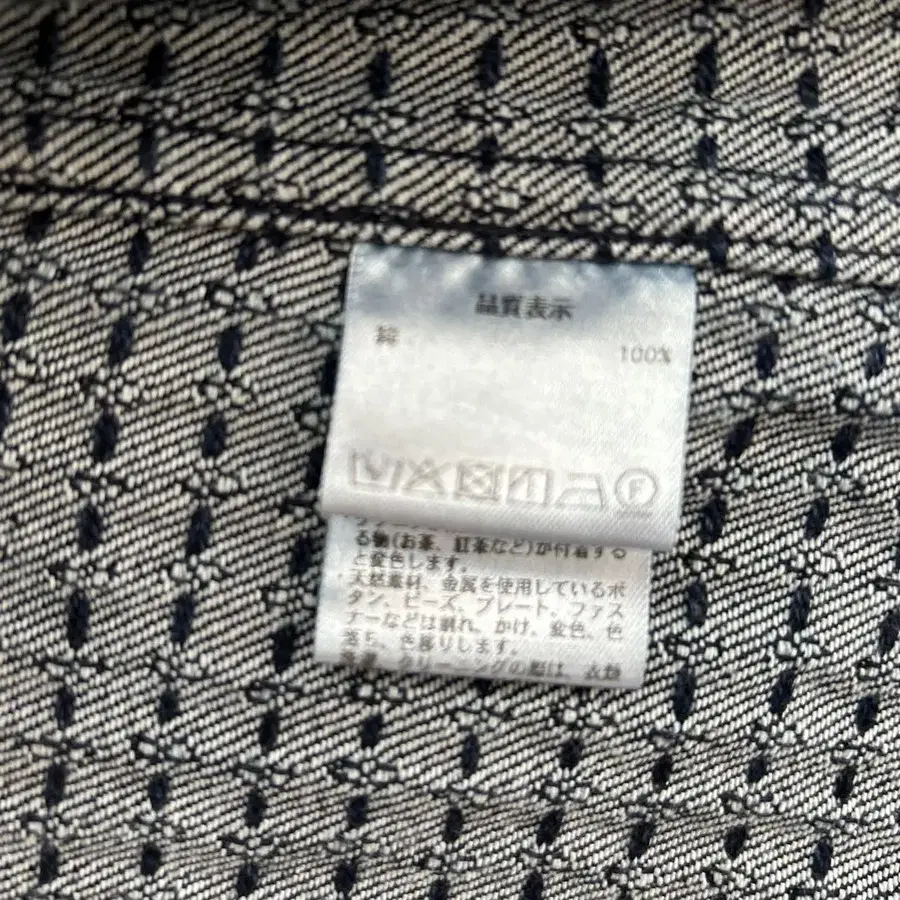 品質表示
綿 100%
F
る物(お茶、紅茶など)が付着する
と変色します。
天然素材、金属を使用しているボ
タン、ビーズ、プレート、ファス
ナーなどは割れ、かけ、変色、色
落ち、色移りします。
クリーニングの際は、衣類